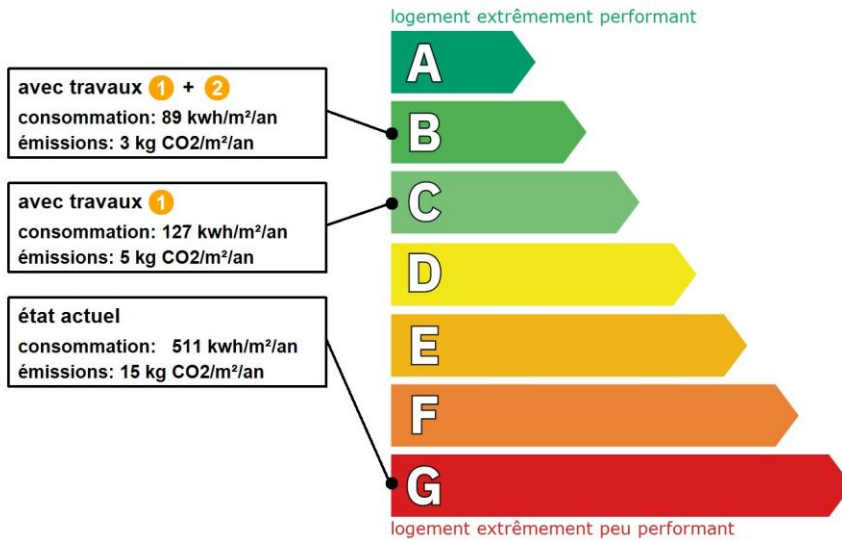 logement extrêmement performant
A
avec travaux 1 + 2
consommation: 89 kwh/m²/an
émissions: 3 kg CO2/m²/an
B
avec travaux 1
consommation: 127 kwh/m²/an
émissions: 5 kg CO2/m²/an
C
D
état actuel
consommation: 511 kwh/m²/an
émissions: 15 kg CO2/m²/an
E
F
G
logement extrêmement peu performant